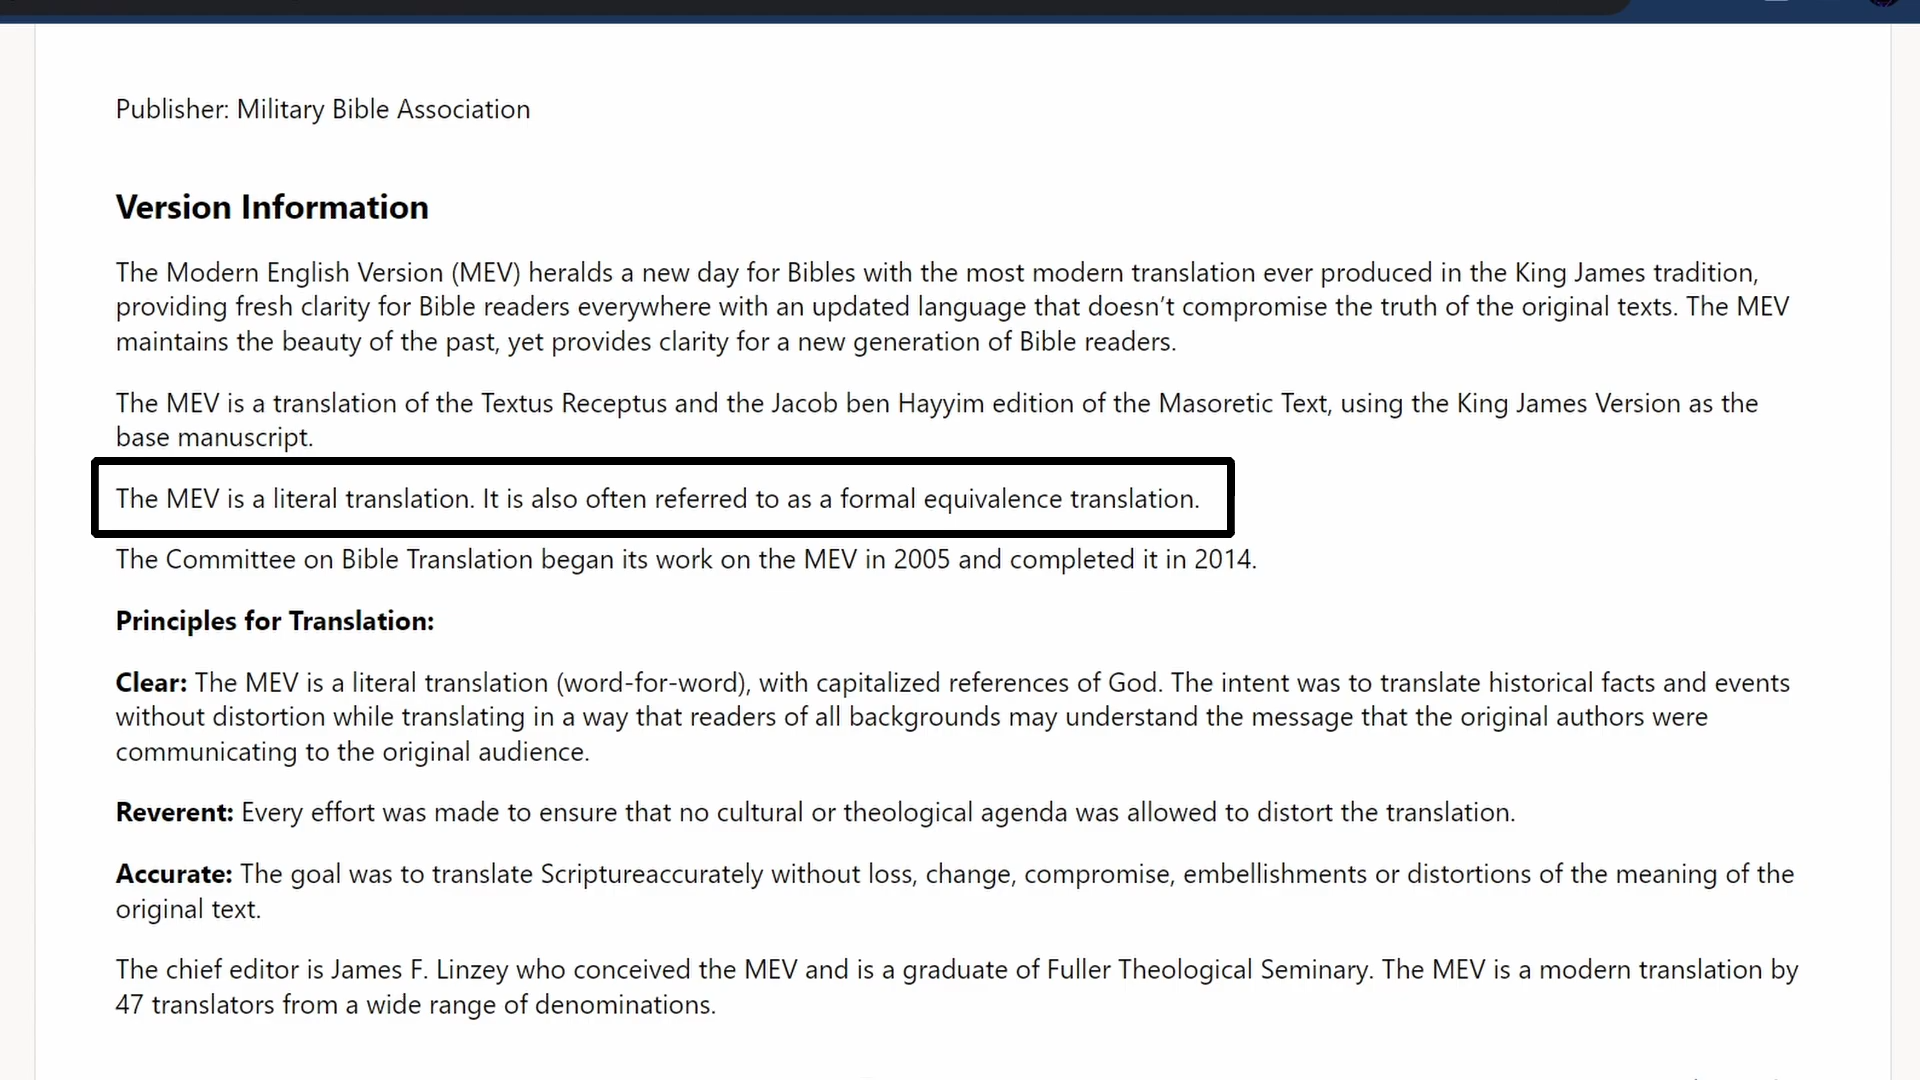 Publisher: Military Bible Association
Version Information
The Modern English Version (MEV) heralds a new day for Bibles with the most modern translation ever produced in the King James tradition,
providing fresh clarity for Bible readers everywhere with an updated language that doesn’t compromise the truth of the original texts. The MEV
maintains the beauty of the past, yet provides clarity for a new generation of Bible readers.
The MEV is a translation of the Textus Receptus and the Jacob ben Hayyim edition of the Masoretic Text, using the King James Version as the
base manuscript.
The MEV is a literal translation. It is also often referred to as a formal equivalence translation.
The Committee on Bible Translation began its work on the MEV in 2005 and completed it in 2014.
Principles for Translation:
Clear: The MEV is a literal translation (word-for-word), with capitalized references of God. The intent was to translate historical facts and events
without distortion while translating in a way that readers of all backgrounds may understand the message that the original authors were
communicating to the original audience.
Reverent: Every effort was made to ensure that no cultural or theological agenda was allowed to distort the translation.
Accurate: The goal was to translate Scriptureaccurately without loss, change, compromise, embellishments or distortions of the meaning of the
original text.
The chief editor is James F. Linzey who conceived the MEV and is a graduate of Fuller Theological Seminary. The MEV is a modern translation by
47 translators from a wide range of denominations.